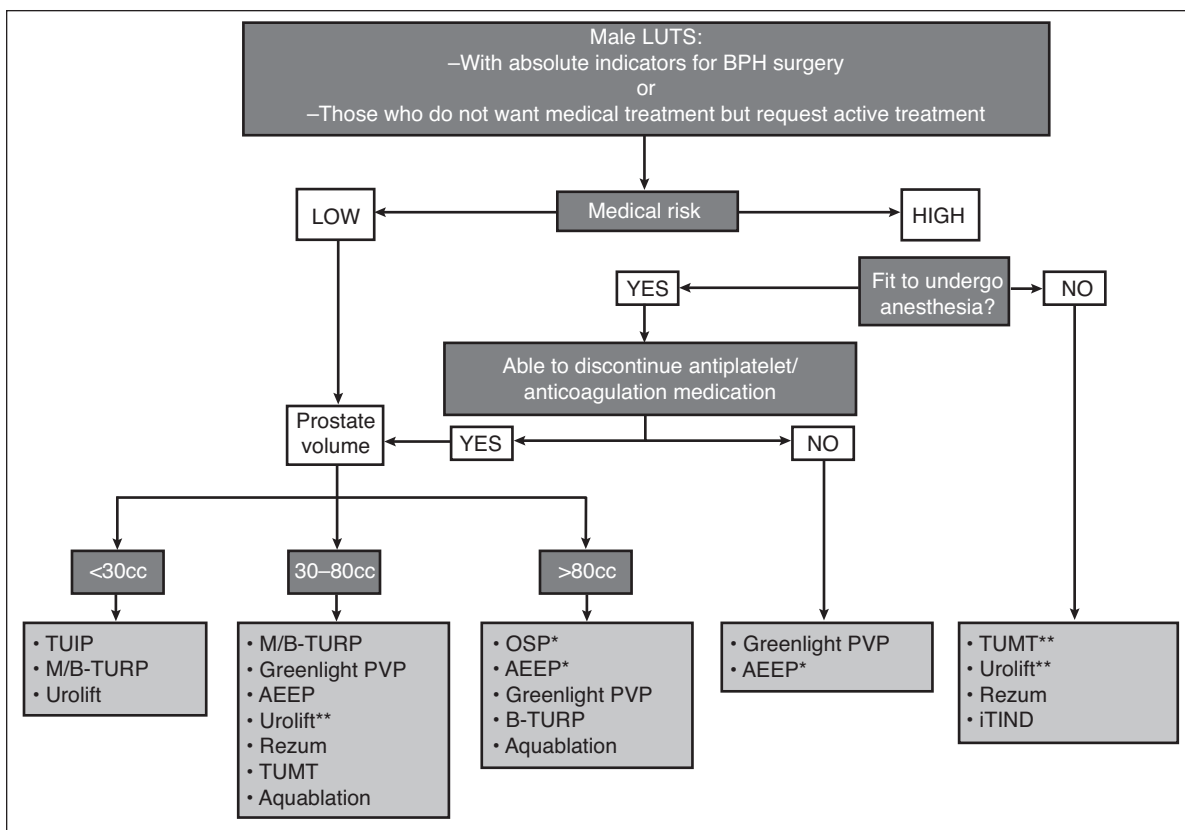 Male LUTS:
–With absolute indicators for BPH surgery
or
–Those who do not want medical treatment but request active treatment
LOW
Medical risk
HIGH
YES
Fit to undergo
anesthesia?
NO
Able to discontinue antiplatelet/
anticoagulation medication
Prostate
volume
YES
NO
<30cc
30–80cc
>80cc
• TUIP
• M/B-TURP
• Urolift
• M/B-TURP
• Greenlight PVP
• AEEP
• Urolift**
• Rezum
• TUMT
• Aquablation
• OSP*
• AEEP*
• Greenlight PVP
• B-TURP
• Aquablation
• Greenlight PVP
• AEEP*
• TUMT**
• Urolift**
• Rezum
• iTIND